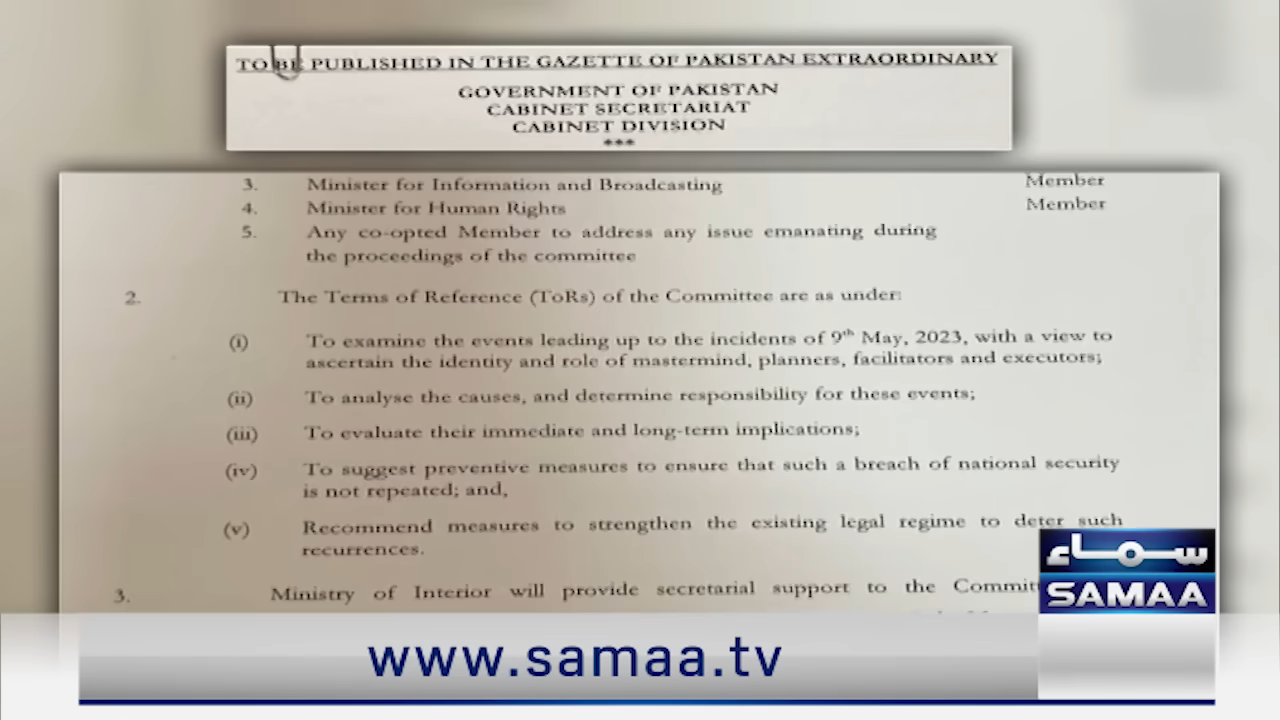 TO BE PUBLISHED IN THE GAZETTE OF PAKISTAN EXTRAORDINARY
GOVERNMENT OF PAKISTAN
CABINET SECRETARIAT
CABINET DIVISION
***
3. Minister for Information and Broadcasting Member
4. Minister for Human Rights Member
5. Any co-opted Member to address any issue emanating during
the proceedings of the committee
2. The Terms of Reference (ToRs) of the Committee are as under:
(i) To examine the events leading up to the incidents of 9th May, 2023, with a view to
ascertain the identity and role of mastermind, planners, facilitators and executors;
(ii) To analyse the causes, and determine responsibility for these events;
(iii) To evaluate their immediate and long-term implications;
(iv) To suggest preventive measures to ensure that such a breach of national security
is not repeated; and,
(v) Recommend measures to strengthen the existing legal regime to deter such
recurrences.
3. Ministry of Interior will provide secretarial support to the
سماء
SAMAA
www.samaa.tv